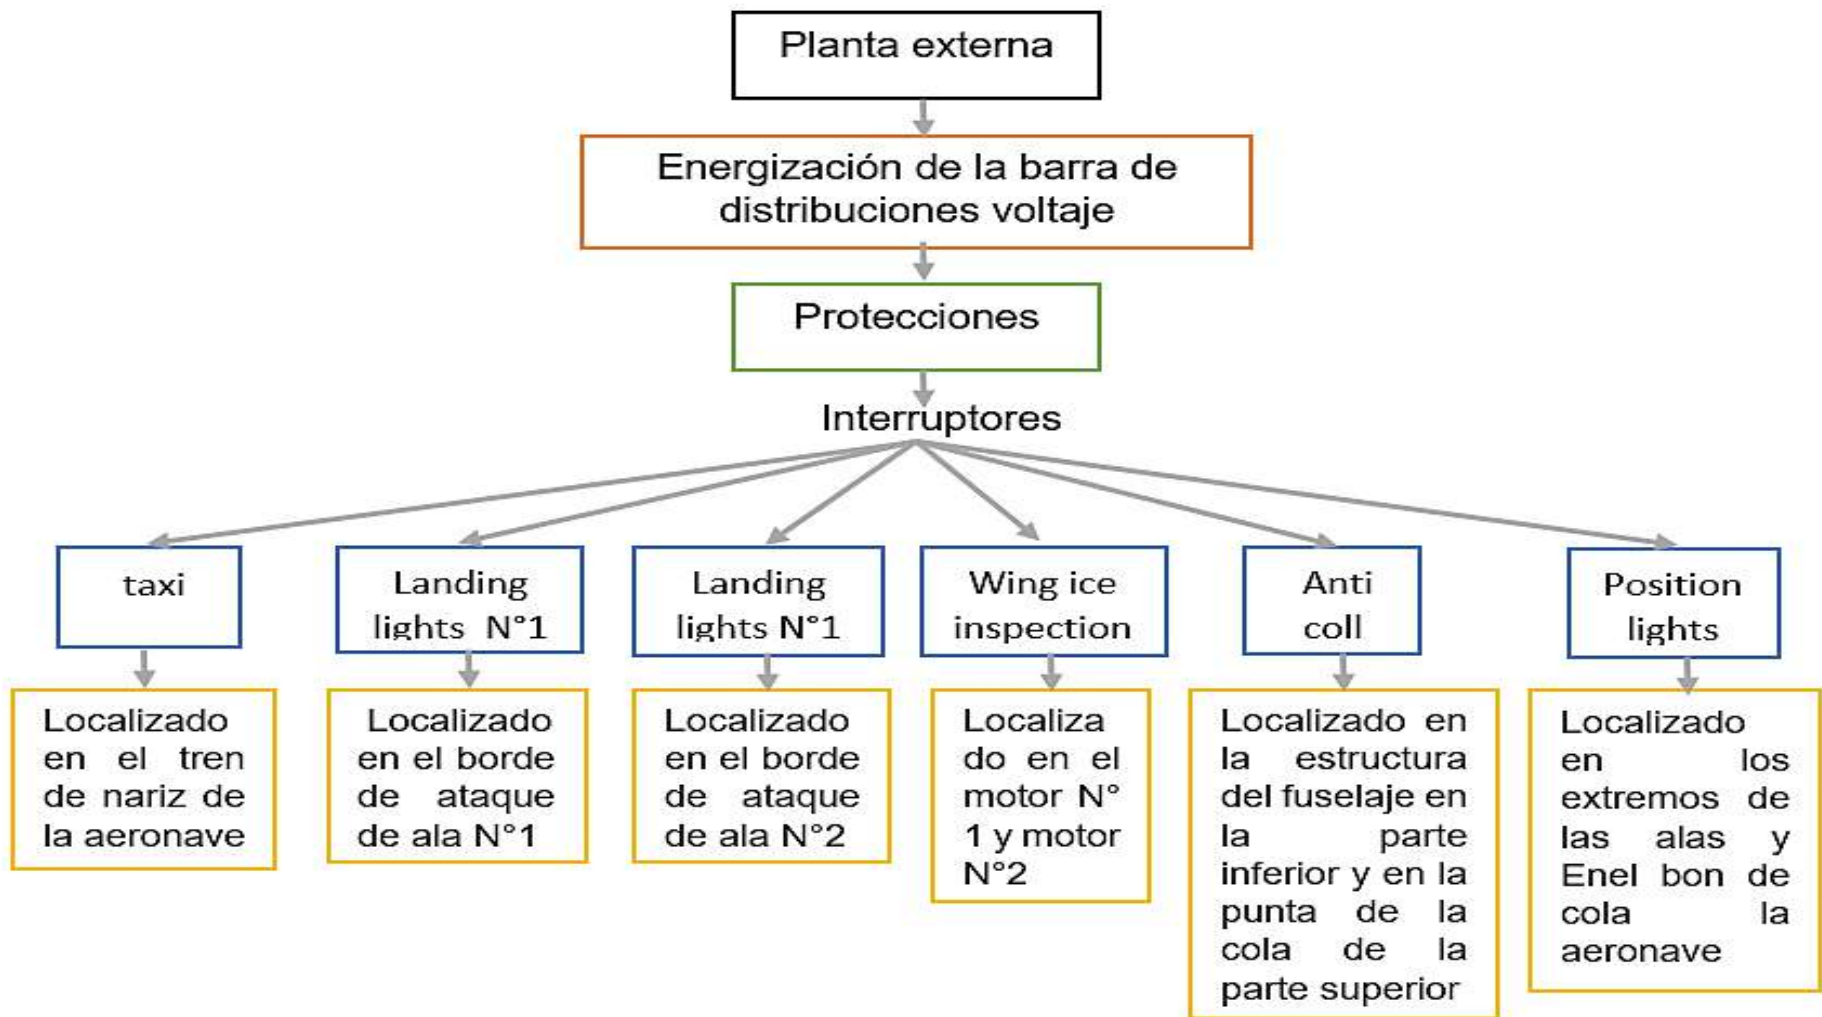 Planta externa
Energización de la barra de
distribuciones voltaje
Protecciones
Interruptores
taxi
Landing
lights N°1
Landing
lights N°1
Wing ice
inspection
Anti
coll
Position
lights
Localizado
en el tren
de nariz de
la aeronave
Localizado
en el borde
de ataque
de ala N°1
Localizado
en el borde
de ataque
de ala N°2
Localiza
do en el
motor N°
1 y motor
N°2
Localizado en
la estructura
del fuselaje en
la parte
inferior y en la
punta de la
cola de la
parte superior
Localizado
en los
extremos de
las alas y
Enel bon de
cola la
aeronave